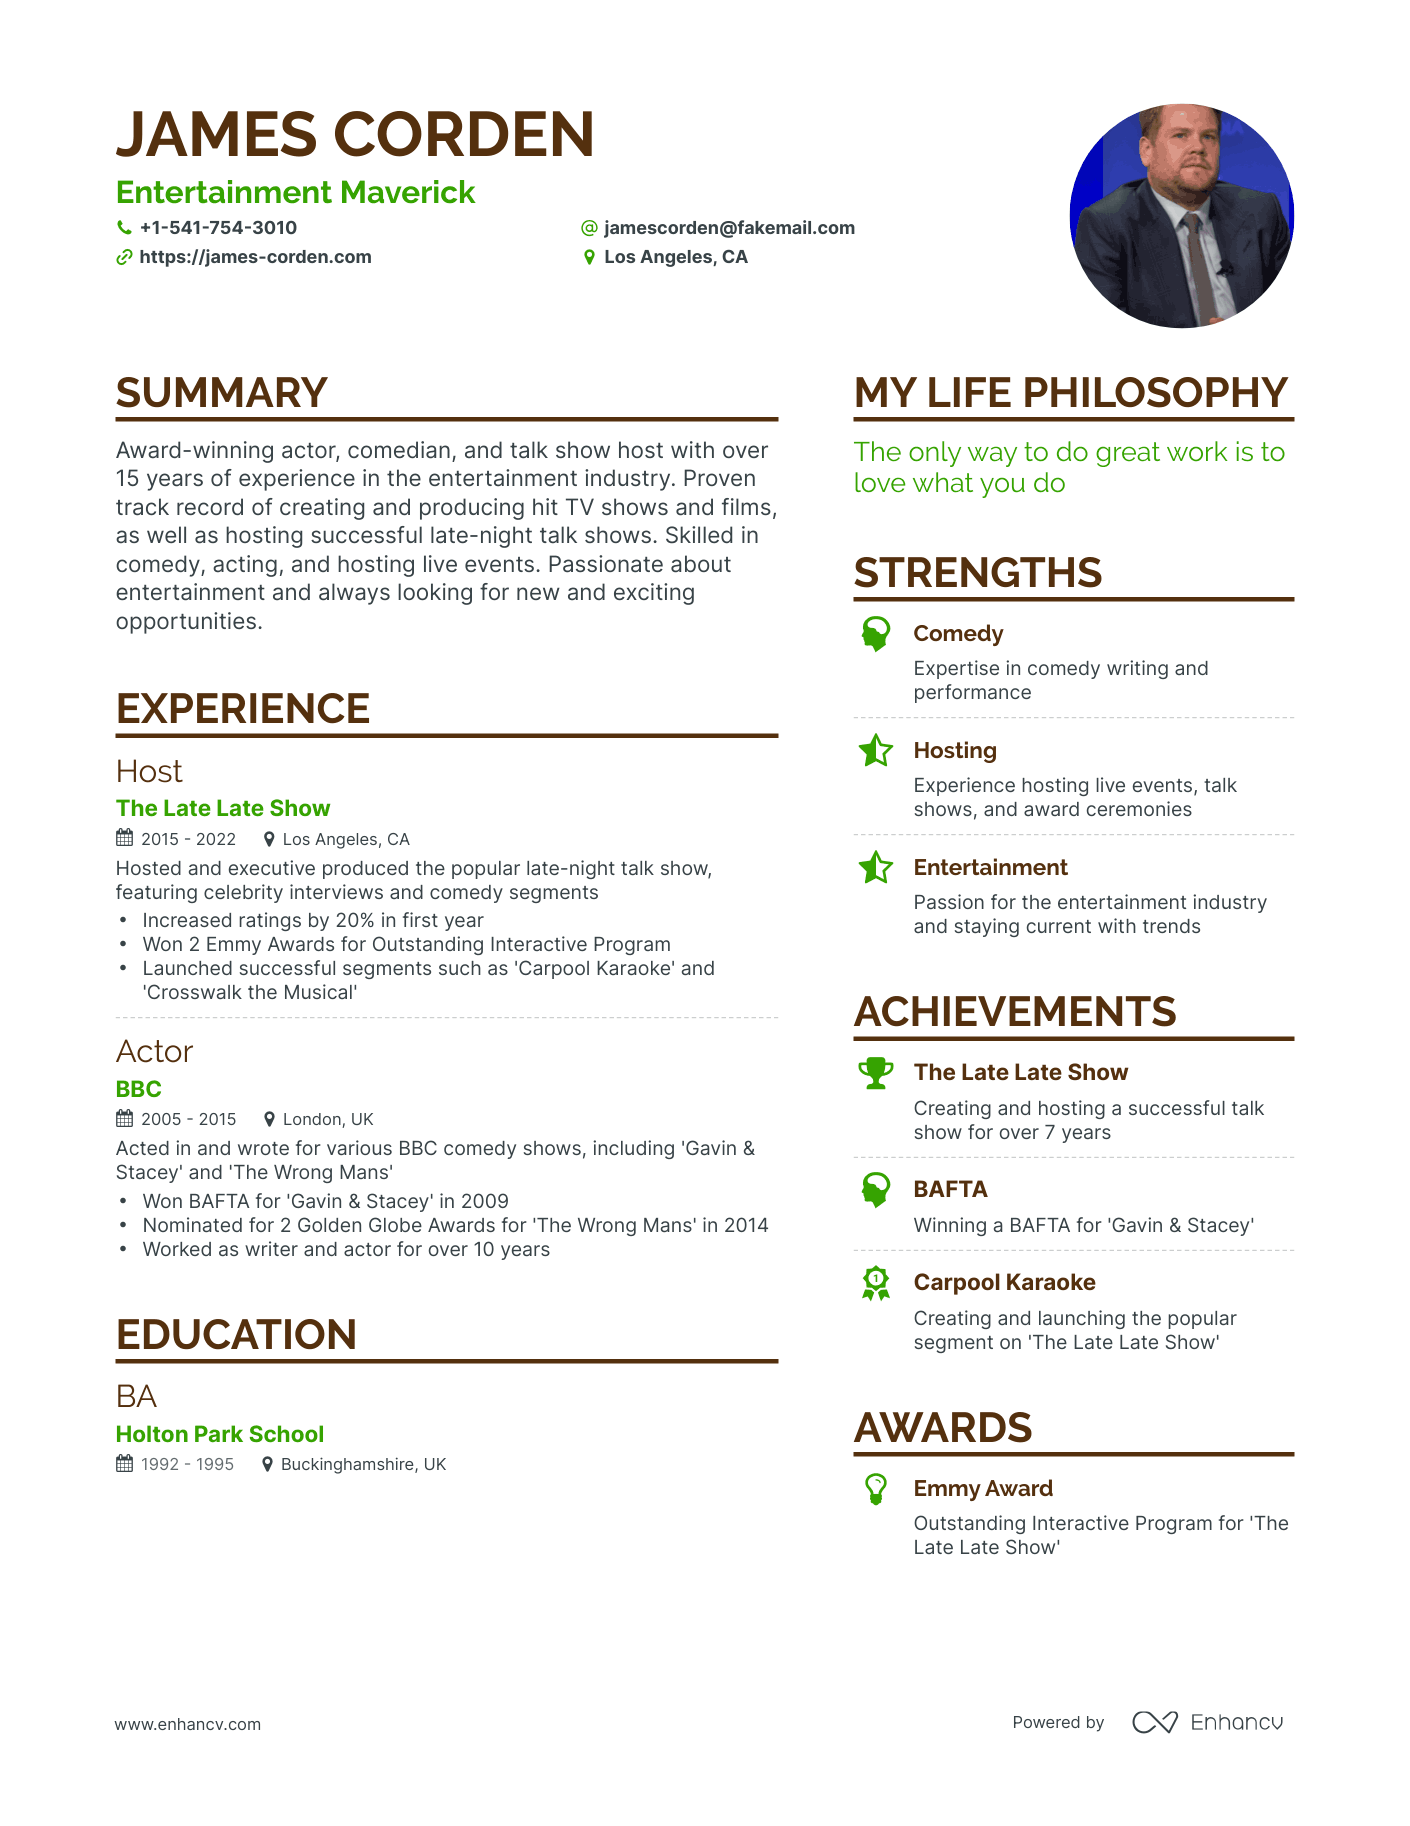 JAMES CORDEN
Entertainment Maverick
+1-541-754-3010
jamescorden@fakemail.com
https://james-corden.com
Los Angeles, CA
SUMMARY
Award-winning actor, comedian, and talk show host with over
15 years of experience in the entertainment industry. Proven
track record of creating and producing hit TV shows and films,
as well as hosting successful late-night talk shows. Skilled in
comedy, acting, and hosting live events. Passionate about
entertainment and always looking for new and exciting
opportunities.
EXPERIENCE
Host
The Late Late Show
2015 - 2022 Los Angeles, CA
Hosted and executive produced the popular late-night talk show,
featuring celebrity interviews and comedy segments
• Increased ratings by 20% in first year
• Won 2 Emmy Awards for Outstanding Interactive Program
• Launched successful segments such as 'Carpool Karaoke' and
'Crosswalk the Musical'
Actor
BBC
2005 - 2015 London, UK
Acted in and wrote for various BBC comedy shows, including 'Gavin &
Stacey' and 'The Wrong Mans'
• Won BAFTA for 'Gavin & Stacey' in 2009
• Nominated for 2 Golden Globe Awards for 'The Wrong Mans' in 2014
• Worked as writer and actor for over 10 years
EDUCATION
BA
Holton Park School
1992 - 1995 Buckinghamshire, UK
MY LIFE PHILOSOPHY
The only way to do great work is to
love what you do
STRENGTHS
Comedy
Expertise in comedy writing and
performance
Hosting
Experience hosting live events, talk
shows, and award ceremonies
Entertainment
Passion for the entertainment industry
and staying current with trends
ACHIEVEMENTS
The Late Late Show
Creating and hosting a successful talk
show for over 7 years
BAFTA
Winning a BAFTA for 'Gavin & Stacey'
1
Carpool Karaoke
Creating and launching the popular
segment on 'The Late Late Show'
AWARDS
Emmy Award
Outstanding Interactive Program for 'The
Late Late Show'
www.enhancv.com
Powered by Enhancv